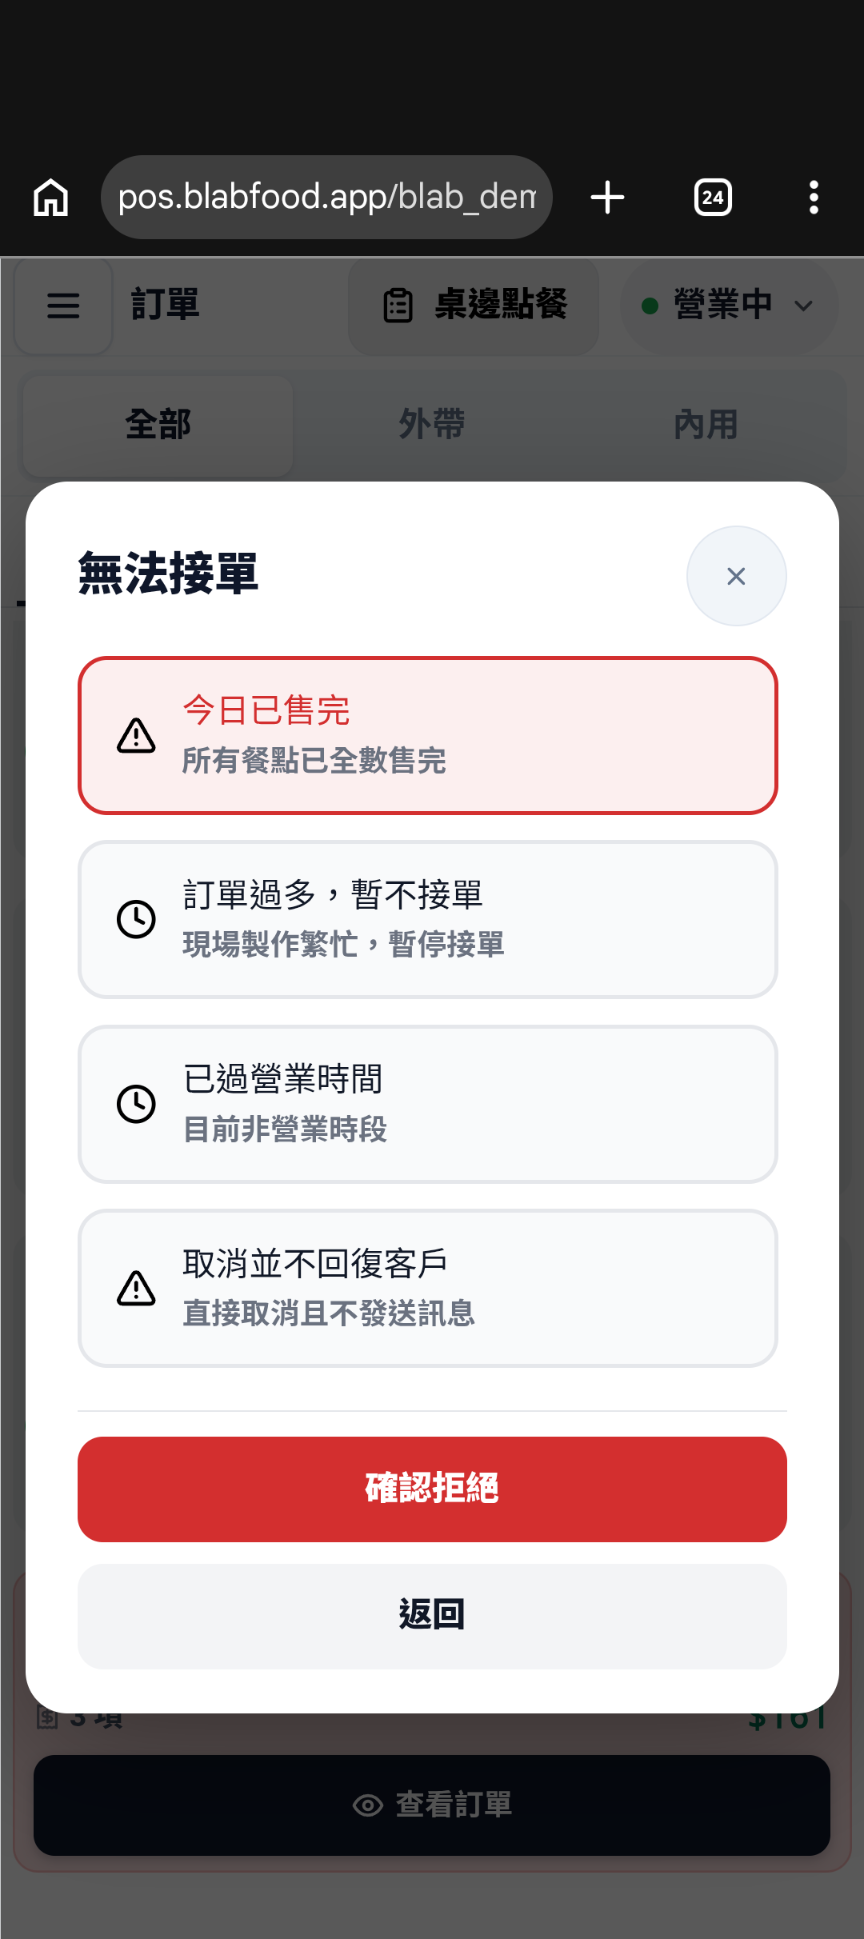 pos.blabfood.app/blab_dem
24
訂單
桌邊點餐
營業中
全部
外帶
內用
無法接單
今日已售完
所有餐點已全數售完
訂單過多，暫不接單
現場製作繁忙，暫停接單
已過營業時間
目前非營業時段
取消並不回復客戶
直接取消且不發送訊息
確認拒絕
返回
3 項
$161
查看訂單